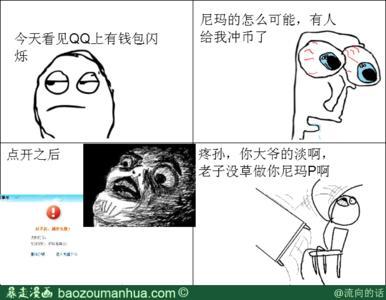 今天看见QQ上有钱包闪
烁
尼玛的怎么可能，有人
给我冲币了
点开之后
疼孙，你大爷的淡啊，
老子没草做你尼玛P啊
暴走漫画 baozoumanhua.com
@流向的话